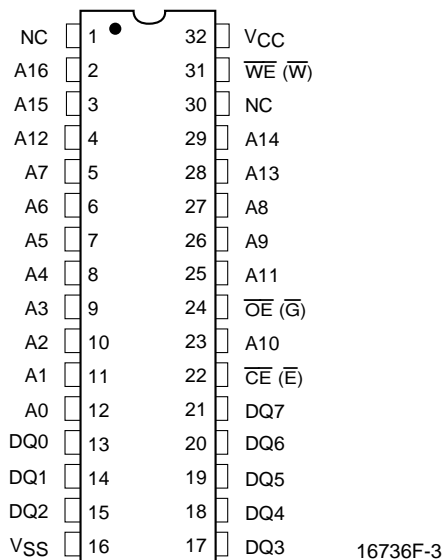 NC 1 32 VCC
A16 2 31 W̅E̅ (W̅)
A15 3 30 NC
A12 4 29 A14
A7 5 28 A13
A6 6 27 A8
A5 7 26 A9
A4 8 25 A11
A3 9 24 O̅E̅ (G̅)
A2 10 23 A10
A1 11 22 C̅E̅ (E̅)
A0 12 21 DQ7
DQ0 13 20 DQ6
DQ1 14 19 DQ5
DQ2 15 18 DQ4
VSS 16 17 DQ3
16736F-3